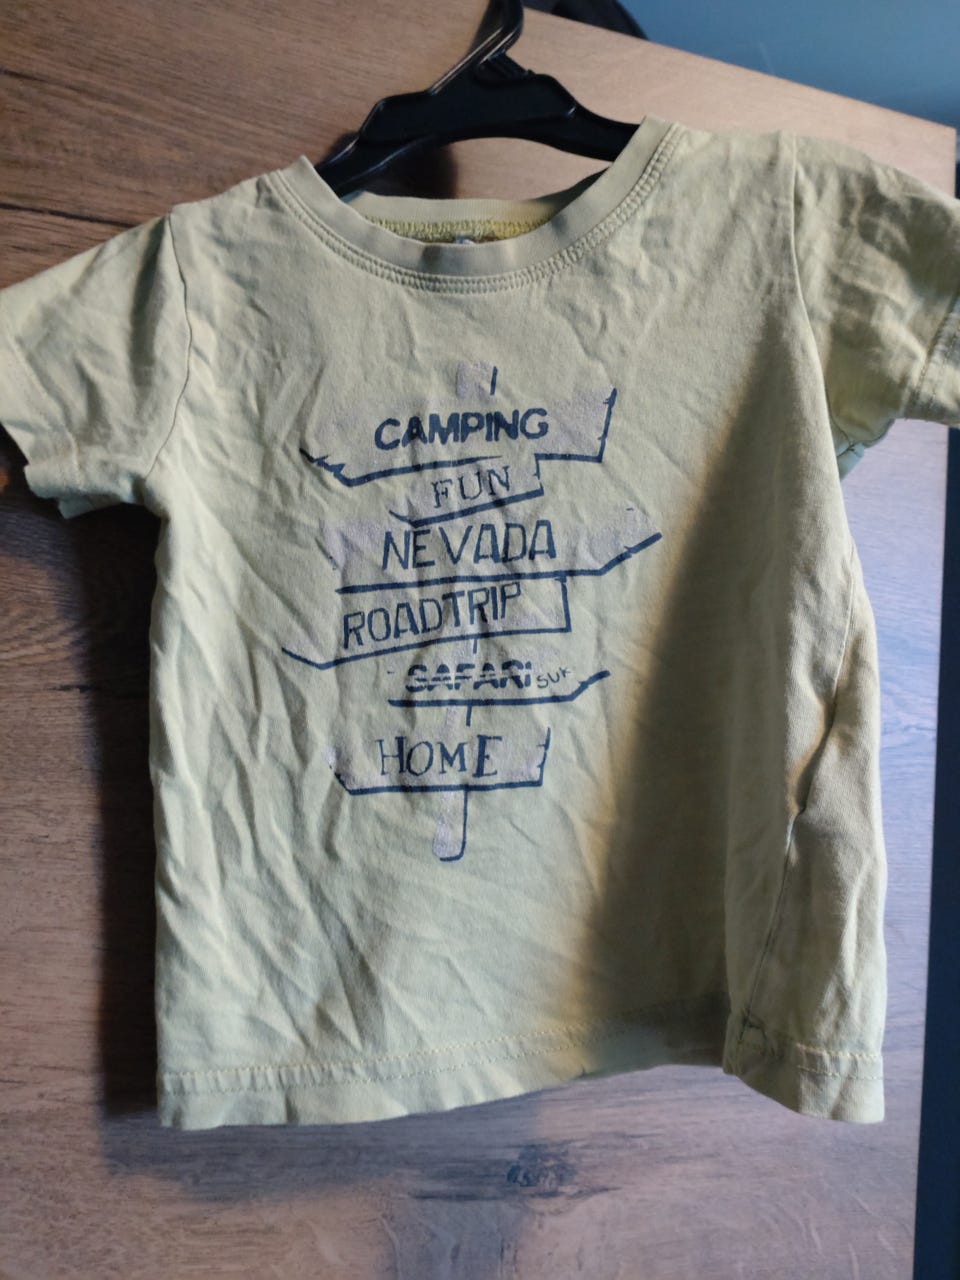 CAMPING
FUN
NEVADA
ROADTRIP
SAFARI
HOME